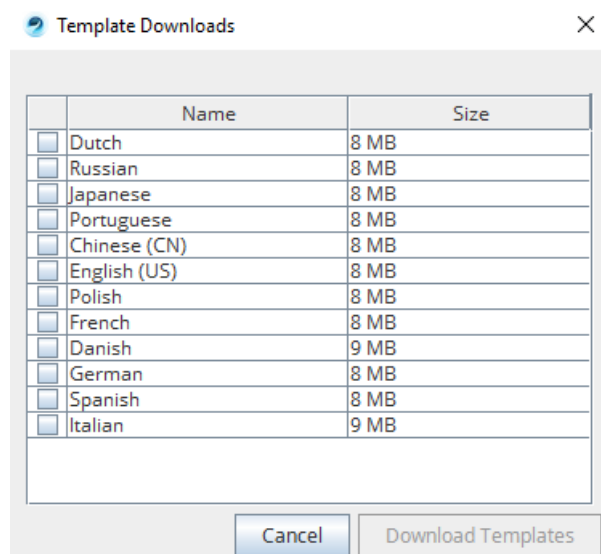 Template Downloads
Name Size
Dutch 8 MB
Russian 8 MB
Japanese 8 MB
Portuguese 8 MB
Chinese (CN) 8 MB
English (US) 8 MB
Polish 8 MB
French 8 MB
Danish 9 MB
German 8 MB
Spanish 8 MB
Italian 9 MB
Cancel Download Templates